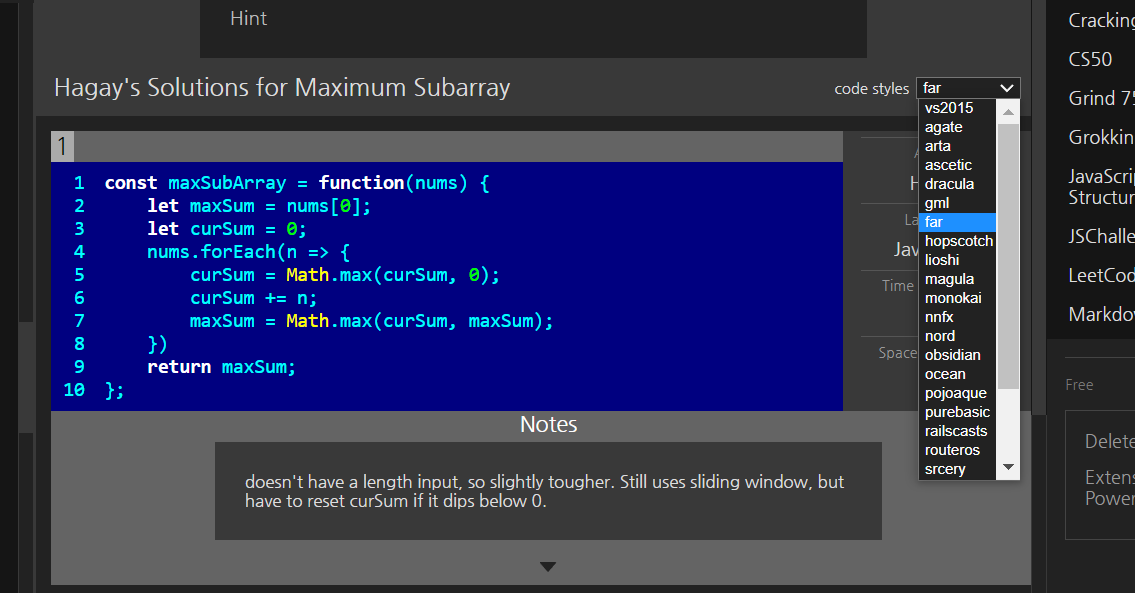 Hint
Hagay's Solutions for Maximum Subarray
code styles far
vs2015
agate
arta
ascetic
dracula
gml
far
hopscotch
lioshi
magula
monokai
nnfx
nord
obsidian
ocean
pojoaque
purebasic
railscasts
routeros
srcery
1
1 const maxSubArray = function(nums) {
2 let maxSum = nums[0];
3 let curSum = 0;
4 nums.forEach(n => {
5 curSum = Math.max(curSum, 0);
6 curSum += n;
7 maxSum = Math.max(curSum, maxSum);
8 })
9 return maxSum;
10 };
Time
Space
Notes
doesn't have a length input, so slightly tougher. Still uses sliding window, but
have to reset curSum if it dips below 0.
Cracking
CS50
Grind 75
Grokkin
JavaScrip
Structur
JSChalle
LeetCod
Markdo
Free
Delete
Extens
Power